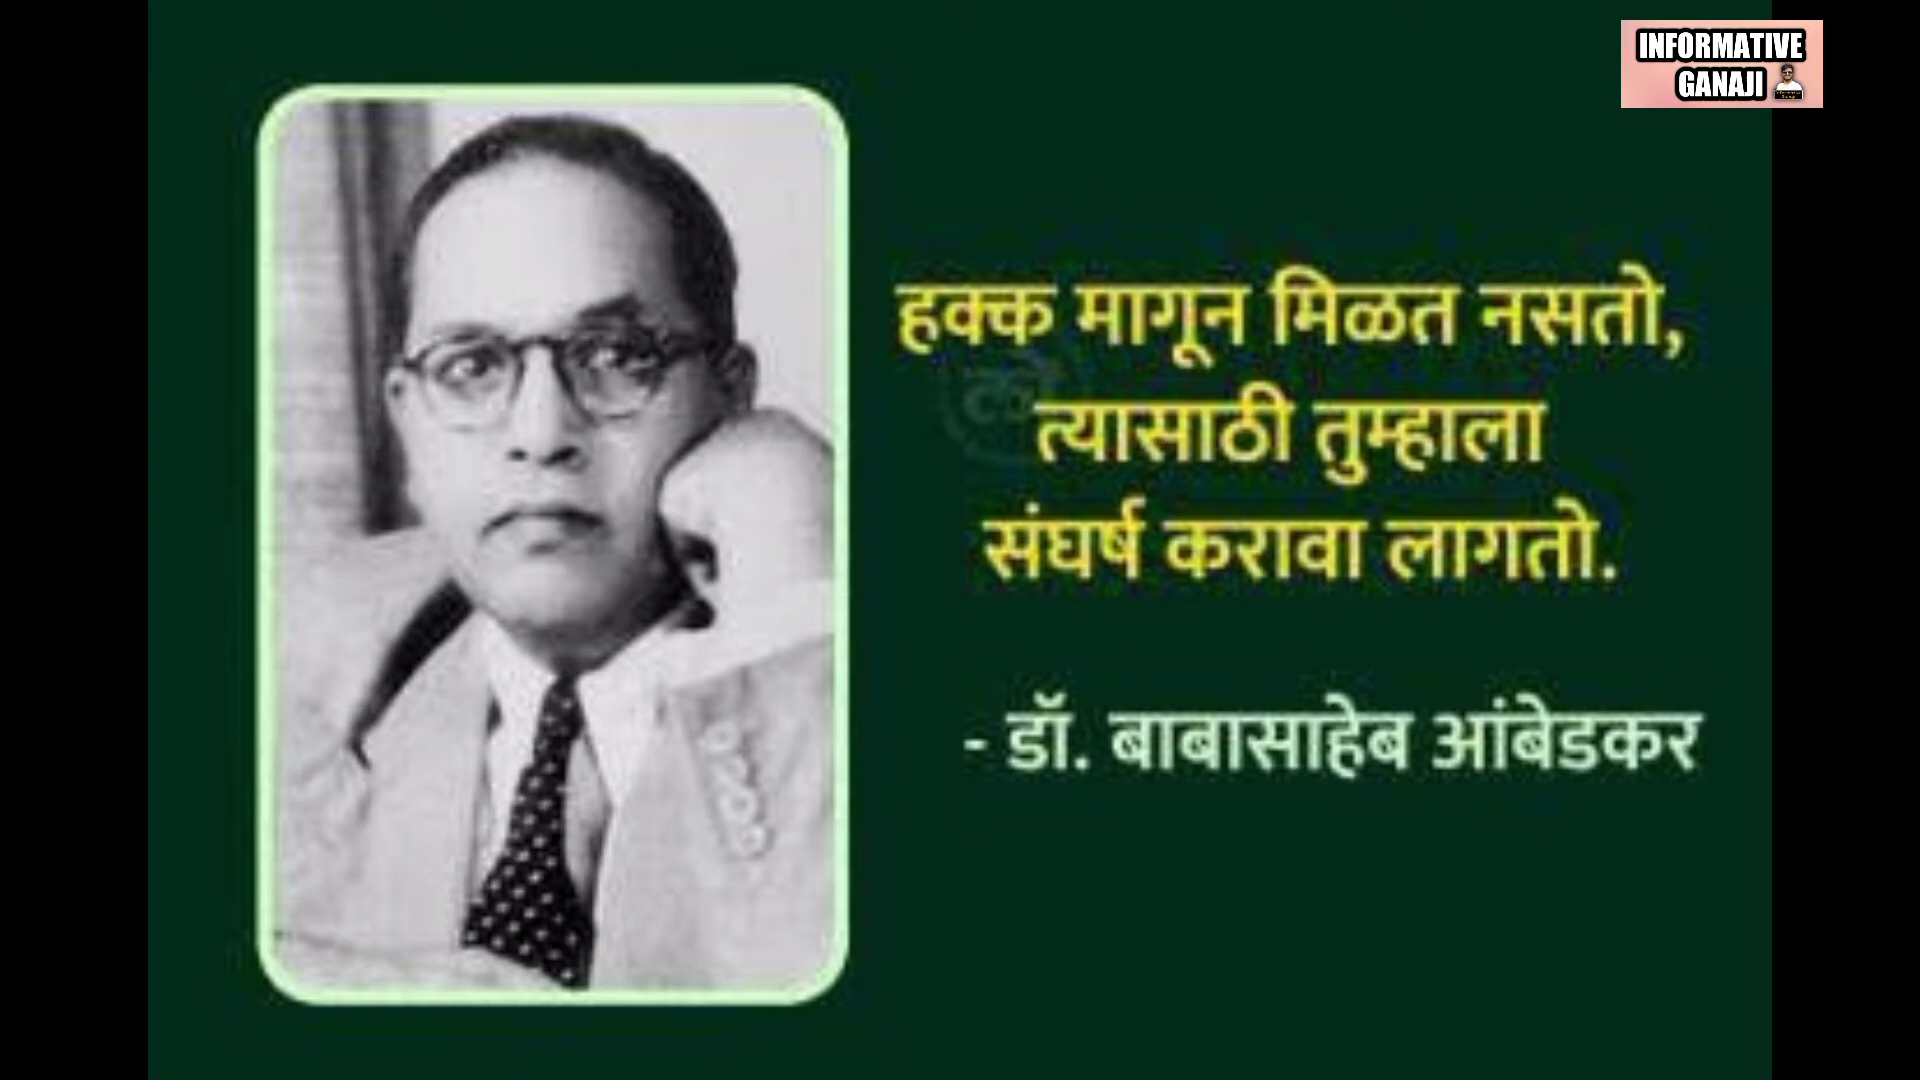 INFORMATIVE
GANAJI
हक्क मागून मिळत नसतो,
त्यासाठी तुम्हाला
संघर्ष करावा लागतो.
- डॉ. बाबासाहेब आंबेडकर